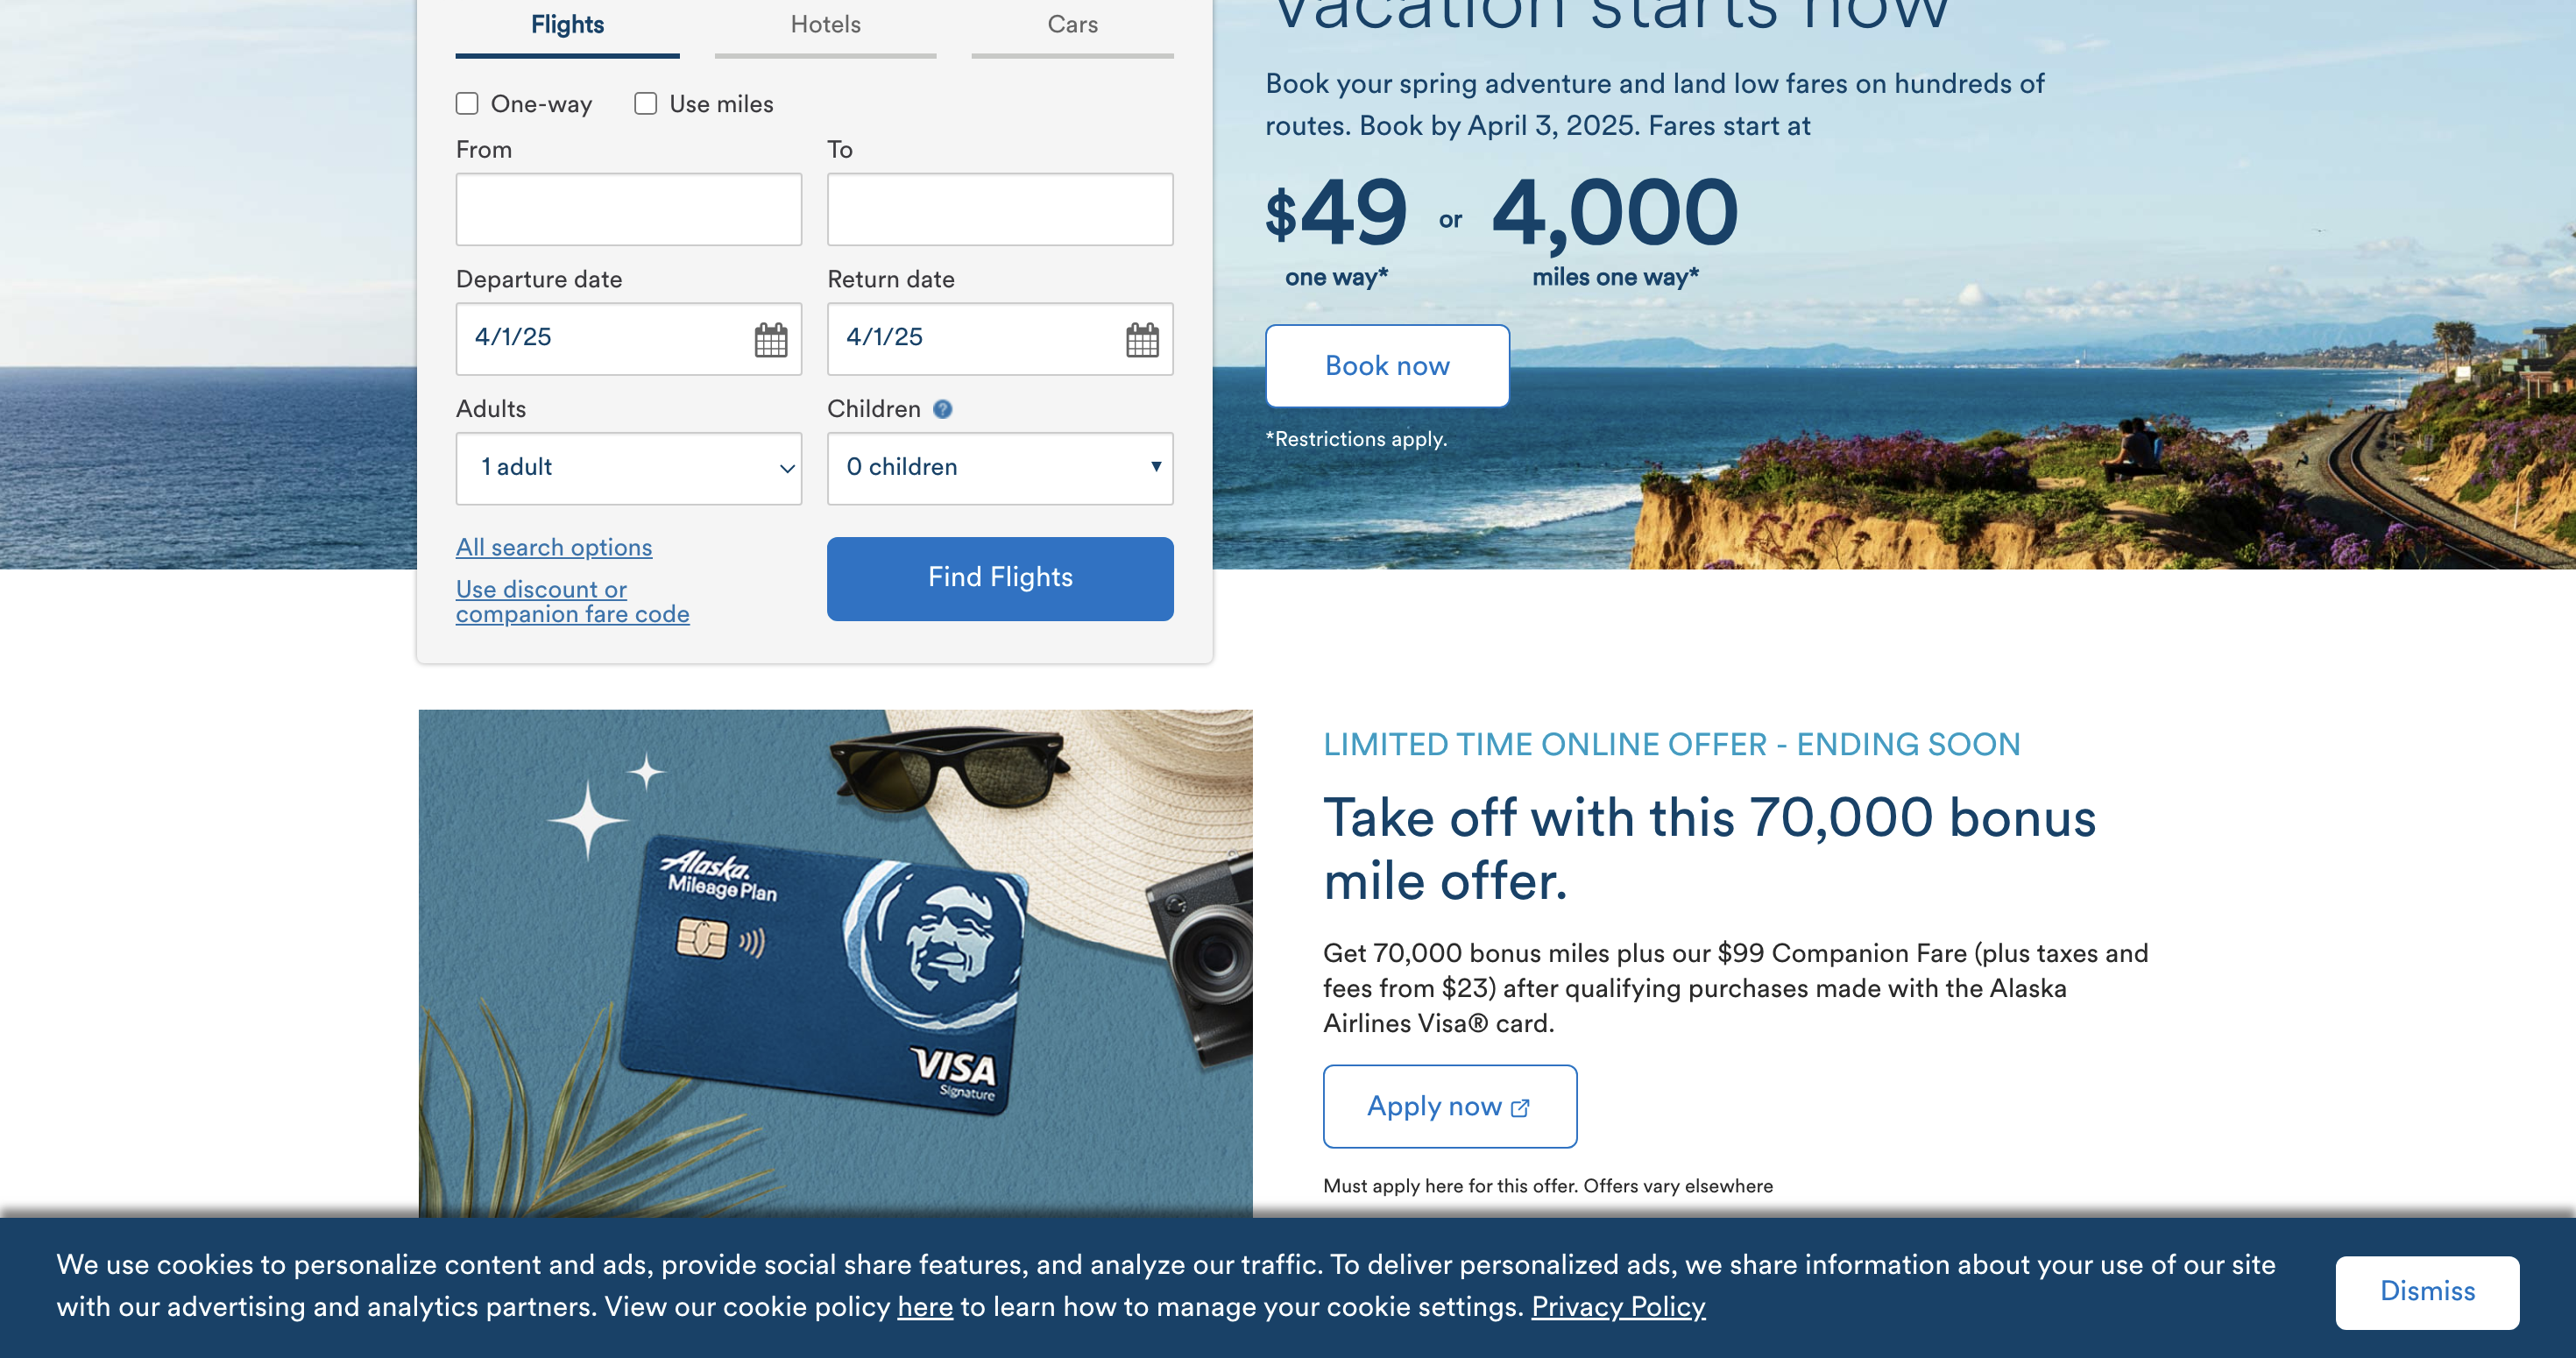 Flights
Hotels
Cars
Vacation starts now
One-way
Use miles
From
To
Departure date
Return date
4/1/25
4/1/25
Adults
Children ?
1 adult
0 children
All search options
Use discount or
companion fare code
Find Flights
Book your spring adventure and land low fares on hundreds of
routes. Book by April 3, 2025. Fares start at
$49 or 4,000
one way* miles one way*
Book now
*Restrictions apply.
Alaska.
Mileage Plan
VISA
Signature
LIMITED TIME ONLINE OFFER - ENDING SOON
Take off with this 70,000 bonus
mile offer.
Get 70,000 bonus miles plus our $99 Companion Fare (plus taxes and
fees from $23) after qualifying purchases made with the Alaska
Airlines Visa® card.
Apply now
Must apply here for this offer. Offers vary elsewhere
We use cookies to personalize content and ads, provide social share features, and analyze our traffic. To deliver personalized ads, we share information about your use of our site
with our advertising and analytics partners. View our cookie policy here to learn how to manage your cookie settings. Privacy Policy
Dismiss